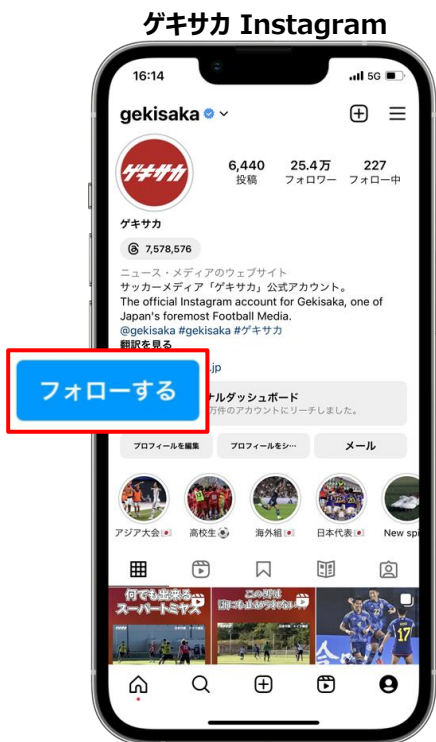 ゲキサカ Instagram
16:14
5G
gekisaka
ゲキサカ
6,440
25.4万
227
投稿
フォロワー
フォロー中
ゲキサカ
7,578,576
ニュース・メディアのウェブサイト
サッカーメディア「ゲキサカ」公式アカウント。
The official Instagram account for Gekisaka, one of
Japan's foremost Football Media.
@gekisaka #gekisaka #ゲキサカ
翻訳を見る
.jp
フォローする
ナルダッシュボード
万件のアカウントにリーチしました。
プロフィールを編集
プロフィールをシ…
メール
アジア大会
高校生
海外組
日本代表
New spi
何でも出来る
スーパートミヤス
この男は
17